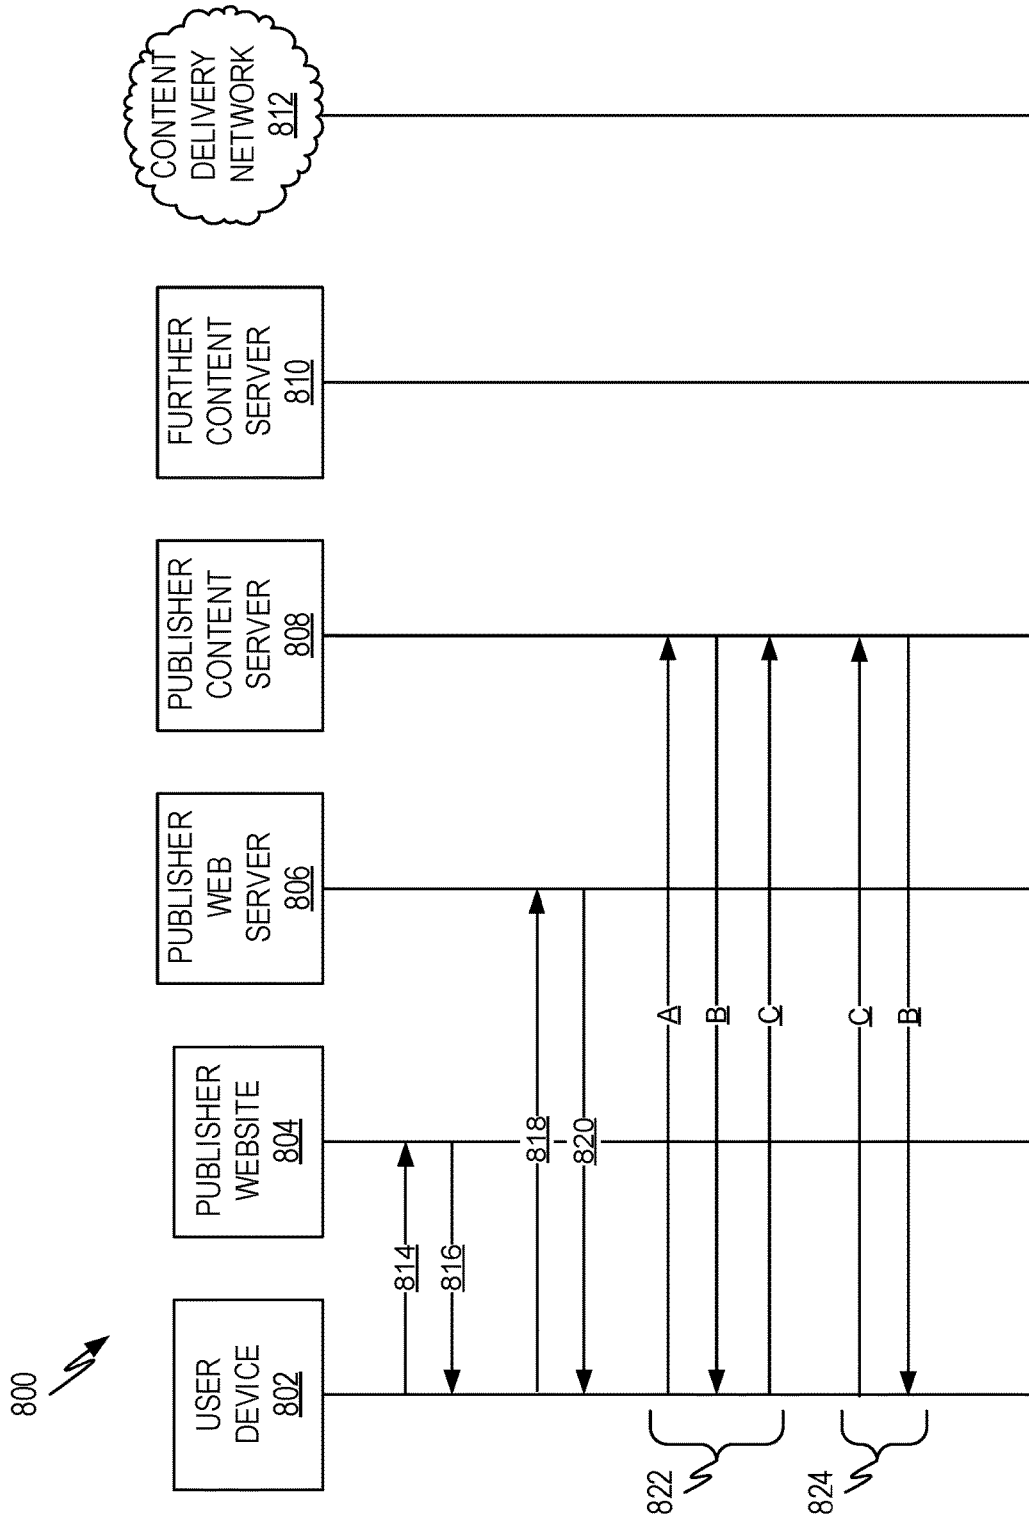 800
USER
DEVICE
802
PUBLISHER
WEBSITE
804
PUBLISHER
WEB
SERVER
806
PUBLISHER
CONTENT
SERVER
808
FURTHER
CONTENT
SERVER
810
CONTENT
DELIVERY
NETWORK
812
814
816
818
820
822
A
B
C
824
C
B